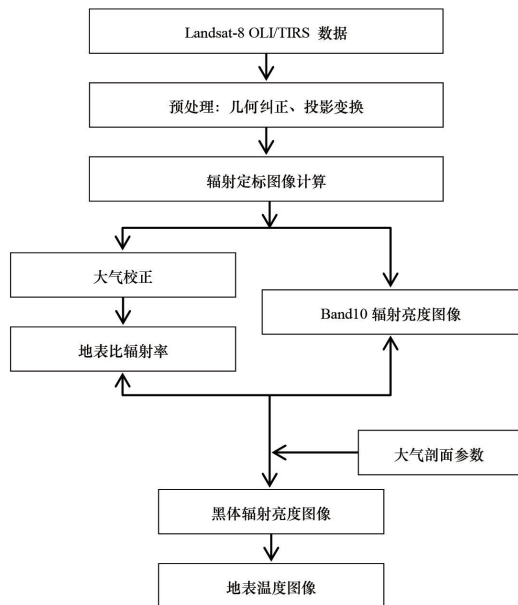 Landsat-8 OLI/TIRS 数据
预处理：几何纠正、投影变换
辐射定标图像计算
大气校正
Band10 辐射亮度图像
地表比辐射率
大气剖面参数
黑体辐射亮度图像
地表温度图像